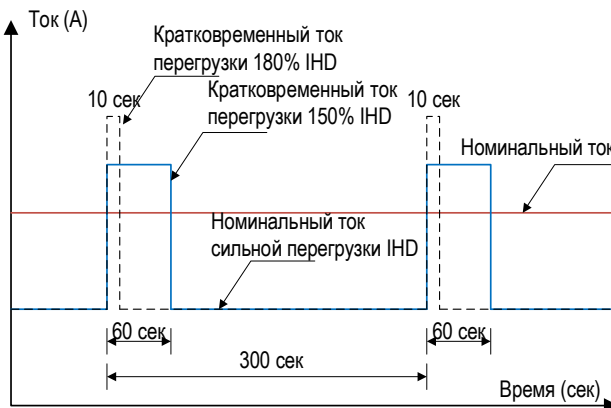 Ток (А)
Кратковременный ток
перегрузки 180% IHD
10 сек
Кратковременный ток
перегрузки 150% IHD
10 сек
Номинальный ток
Номинальный ток
сильной перегрузки IHD
60 сек
60 сек
300 сек
Время (сек)